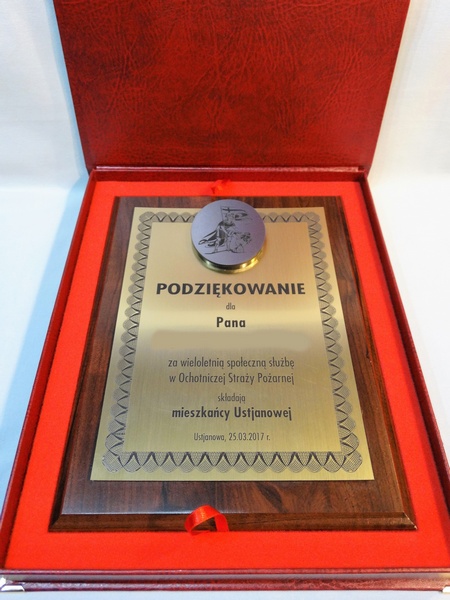 PODZIĘKOWANIE
dla
Pana
za wieloletnią społeczną służbę
w Ochotniczej Straży Pożarnej
składają
mieszkańcy Ustjanowej
Ustjanowa, 25.03.2017 r.